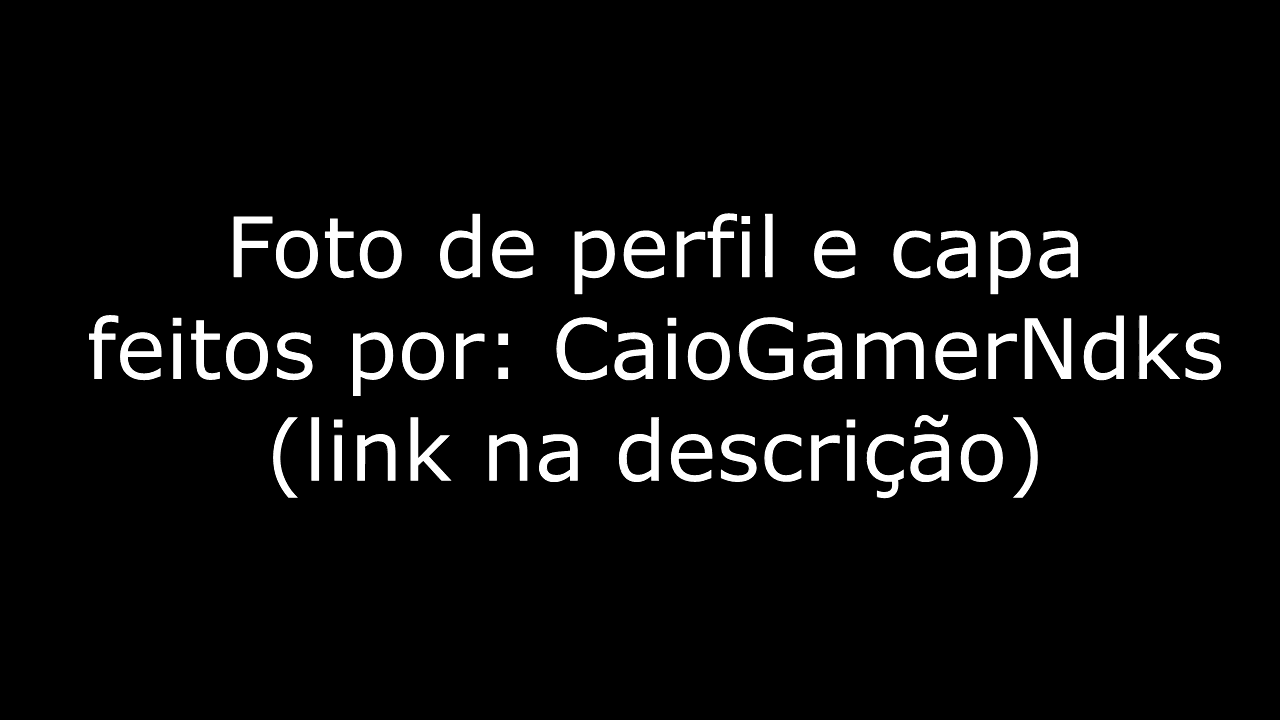 Foto de perfil e capa
feitos por: CaioGamerNdks
(link na descrição)